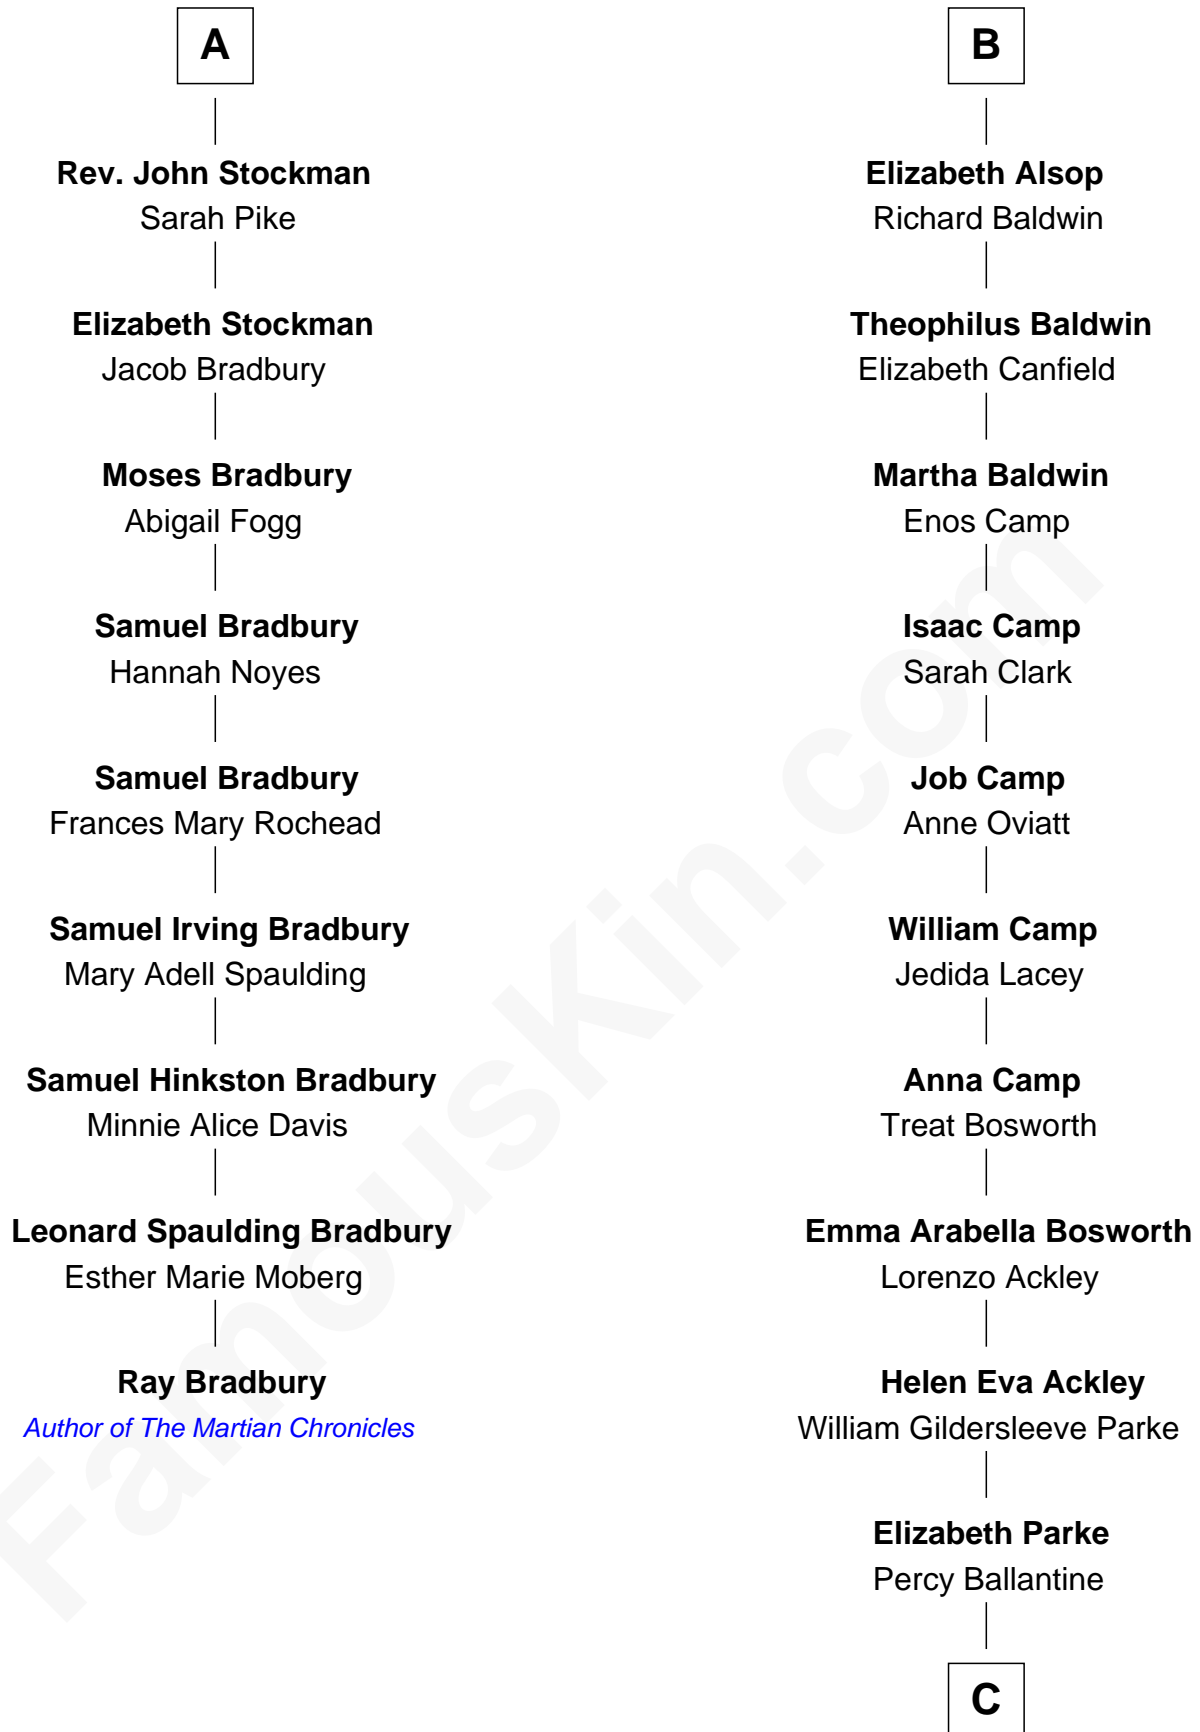 A
Rev. John Stockman
Sarah Pike
Elizabeth Stockman
Jacob Bradbury
Moses Bradbury
Abigail Fogg
Samuel Bradbury
Hannah Noyes
Samuel Bradbury
Frances Mary Rochead
Samuel Irving Bradbury
Mary Adell Spaulding
Samuel Hinkston Bradbury
Minnie Alice Davis
Leonard Spaulding Bradbury
Esther Marie Moberg
Ray Bradbury
Author of The Martian Chronicles
B
Elizabeth Alsop
Richard Baldwin
Theophilus Baldwin
Elizabeth Canfield
Martha Baldwin
Enos Camp
Isaac Camp
Sarah Clark
Job Camp
Anne Oviatt
William Camp
Jedida Lacey
Anna Camp
Treat Bosworth
Emma Arabella Bosworth
Lorenzo Ackley
Helen Eva Ackley
William Gildersleeve Parke
Elizabeth Parke
Percy Ballantine
C
FamousKin.com